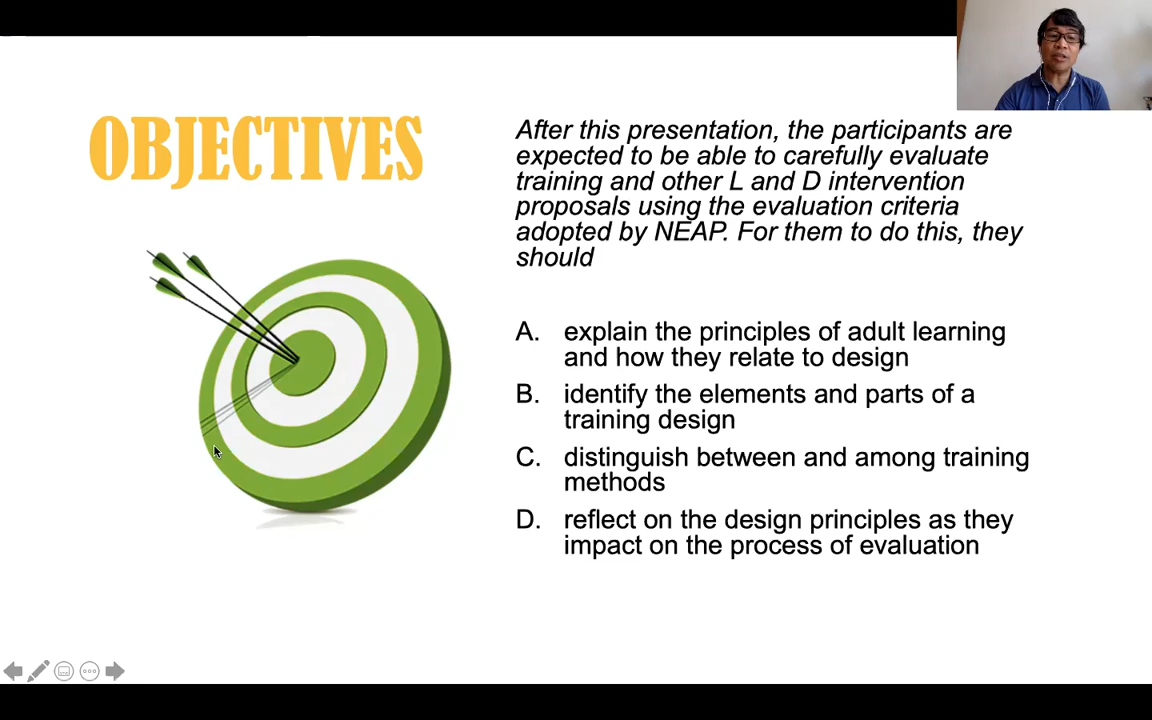 OBJECTIVES
After this presentation, the participants are
expected to be able to carefully evaluate
training and other L and D intervention
proposals using the evaluation criteria
adopted by NEAP. For them to do this, they
should
A. explain the principles of adult learning
and how they relate to design
B. identify the elements and parts of a
training design
C. distinguish between and among training
methods
D. reflect on the design principles as they
impact on the process of evaluation